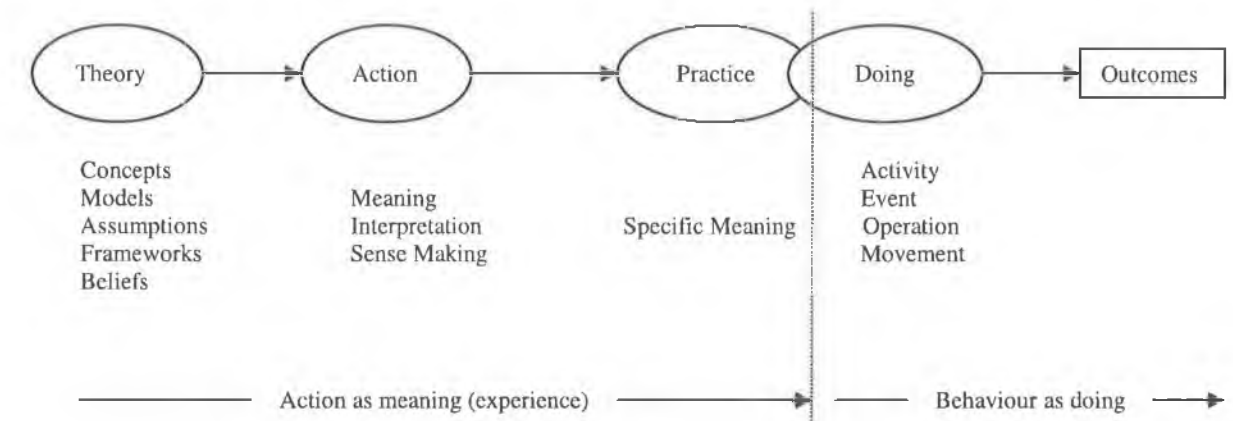 Theory
Action
Practice
Doing
Outcomes
Concepts
Models
Assumptions
Frameworks
Beliefs
Meaning
Interpretation
Sense Making
Specific Meaning
Activity
Event
Operation
Movement
Action as meaning (experience)
Behaviour as doing